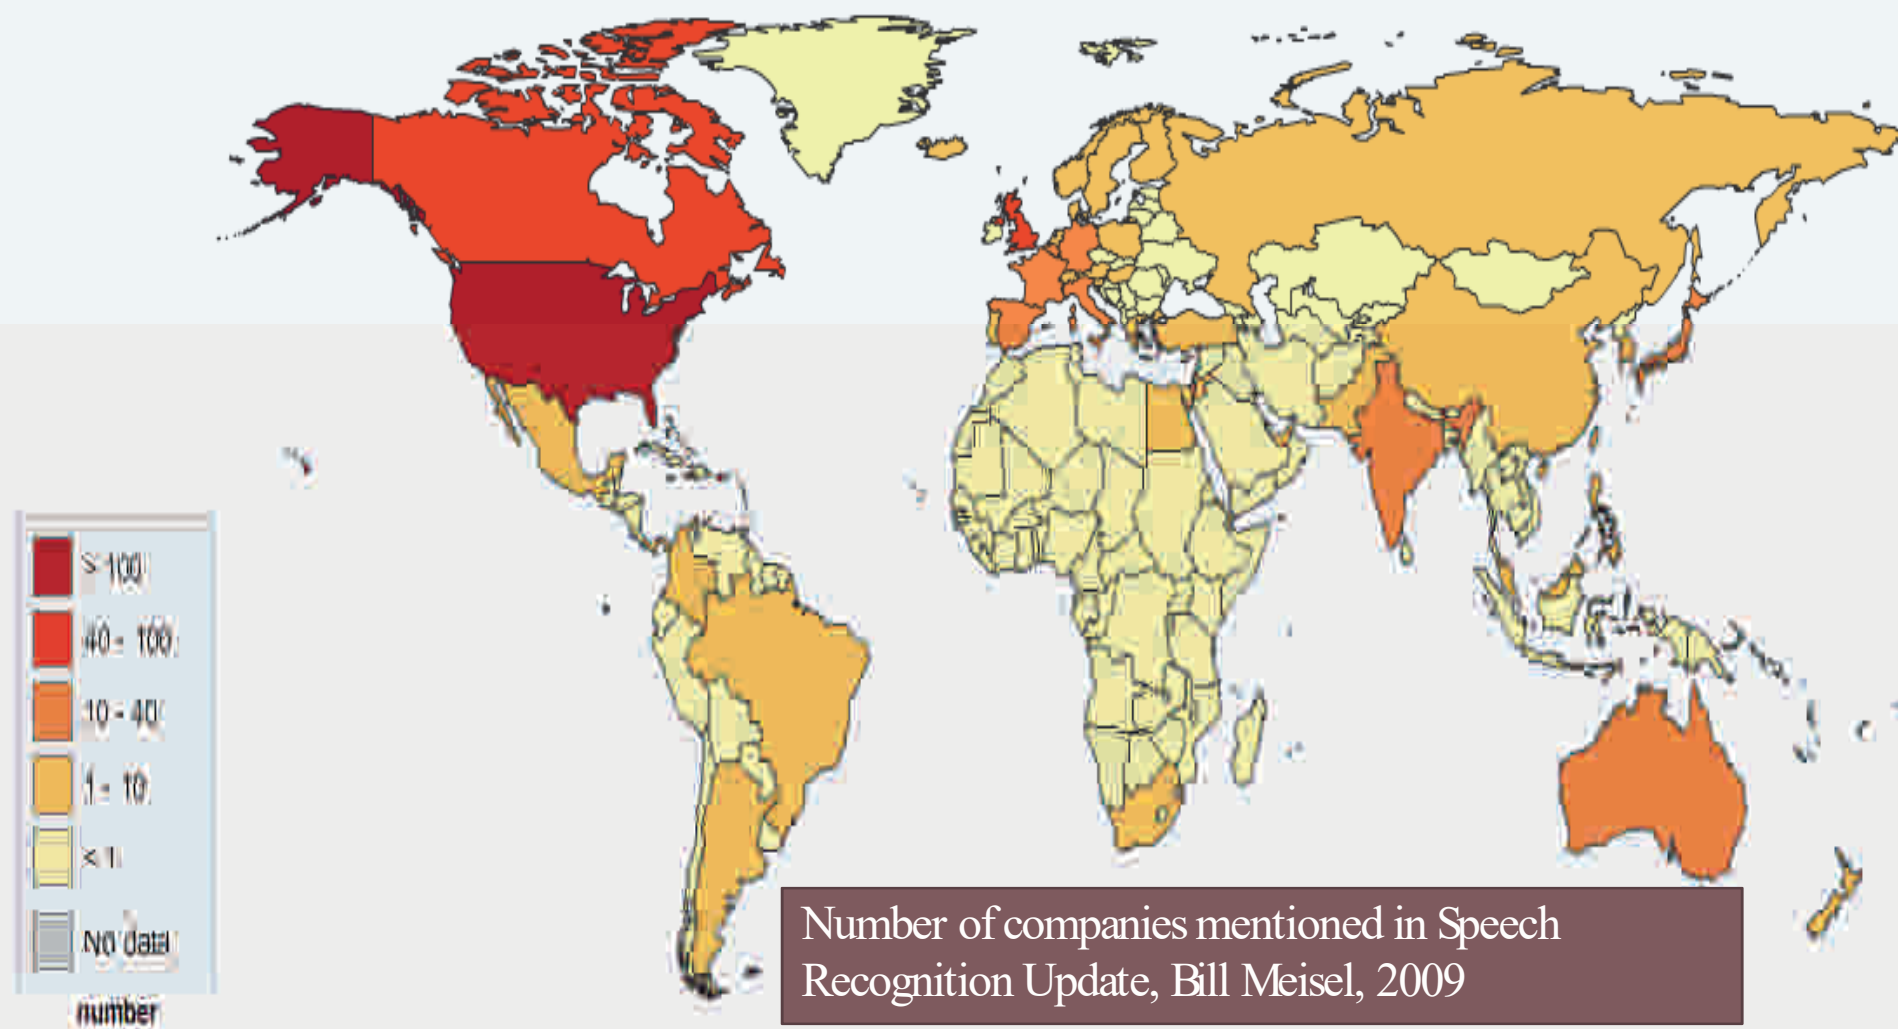 > 100
40 - 100
10 - 40
1 - 10
< 1
No data
number
Number of companies mentioned in Speech
Recognition Update, Bill Meisel, 2009